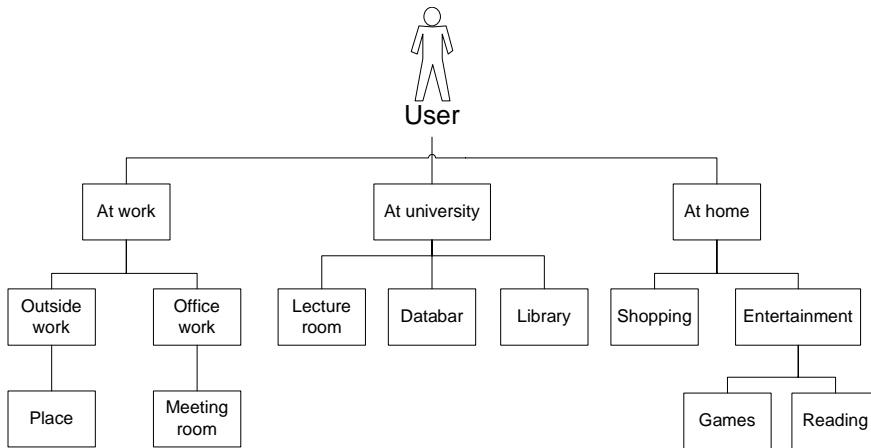 User
At work
At university
At home
Outside
work
Office
work
Lecture
room
Databar
Library
Shopping
Entertainment
Place
Meeting
room
Games
Reading